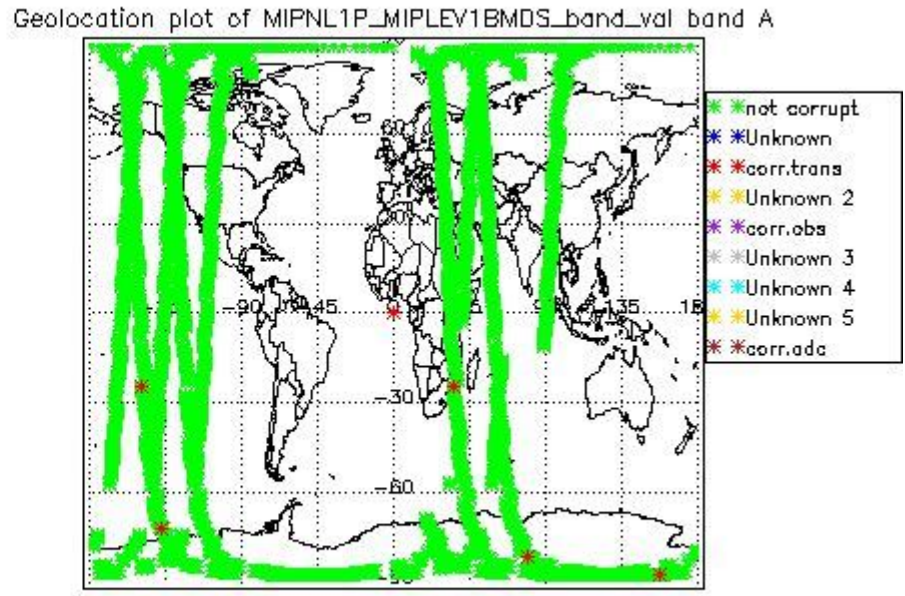 Geolocation plot of MIPNL1P_MIPLEV1BMDS_band_val band A
not corrupt
Unknown
corr.trans
Unknown 2
corr.obs
Unknown 3
Unknown 4
Unknown 5
corr.adc
-90
45
-30
-60